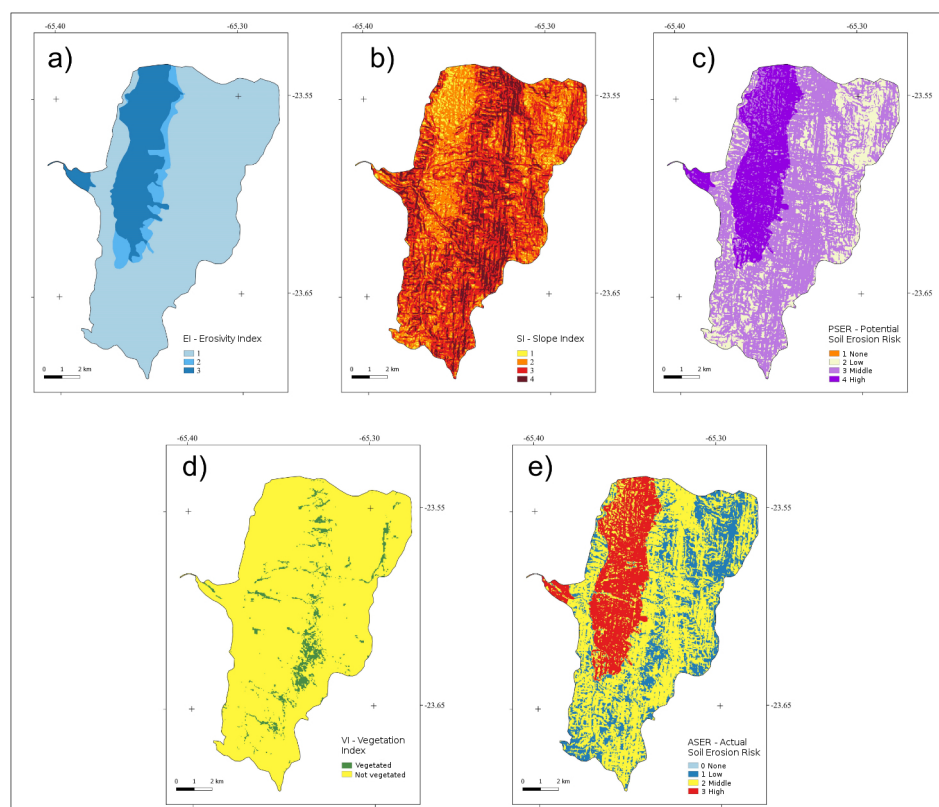 -65,40
-65,30
a)
-23.55
-23.65
EI - Erosivity Index
1
2
3
0 1 2 km
-65,40
-65,30
b)
-23.55
-23.65
SI - Slope Index
1
2
3
4
0 1 2 km
-65,40
-65,30
c)
-23.55
-23.65
PSER - Potential
Soil Erosion Risk
1 None
2 Low
3 Middle
4 High
0 1 2 km
-65,40
-65,30
d)
-23.55
-23.65
VI - Vegetation
Index
Vegetated
Not vegetated
0 1 2 km
-65,40
-65,30
e)
-23.55
-23.65
ASER - Actual
Soil Erosion Risk
0 None
1 Low
2 Middle
3 High
0 1 2 km